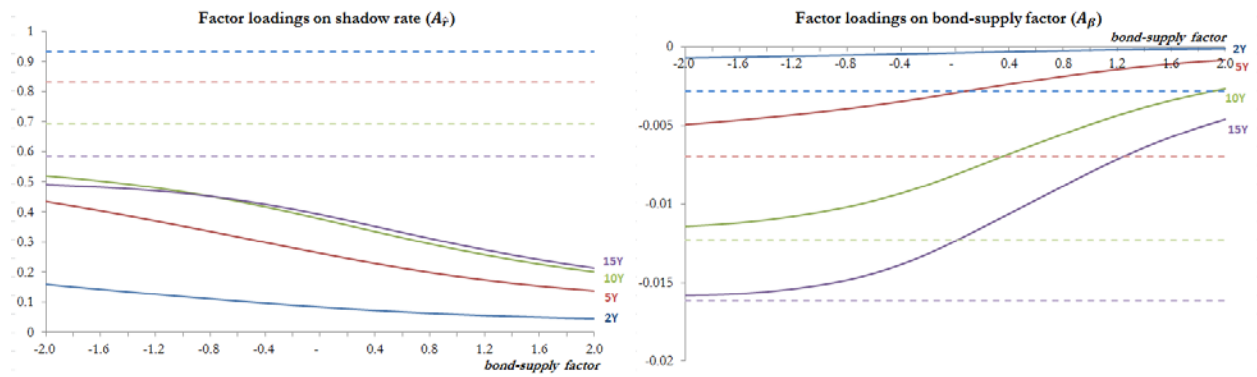 Factor loadings on shadow rate (A_r̂)
1
0.9
0.8
0.7
0.6
0.5
0.4
0.3
0.2
0.1
0
15Y
10Y
5Y
2Y
-2.0 -1.6 -1.2 -0.8 -0.4 - 0.4 0.8 1.2 1.6 2.0
bond-supply factor
Factor loadings on bond-supply factor (A_β)
bond-supply factor
0
-0.005
-0.01
-0.015
-0.02
-2.0 -1.6 -1.2 -0.8 -0.4 - 0.4 0.8 1.2 1.6 2.0
2Y
5Y
10Y
15Y